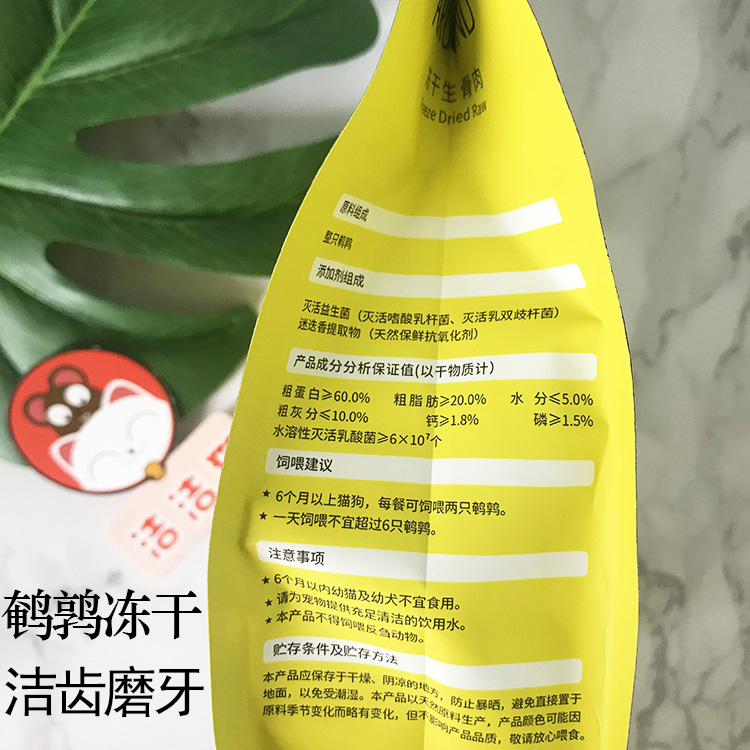 冻干生骨肉
Freeze Dried Raw
原料组成
整只鹌鹑
添加剂组成
灭活益生菌（灭活嗜酸乳杆菌、灭活乳双歧杆菌）
迷迭香提取物（天然保鲜抗氧化剂）
产品成分分析保证值(以干物质计)
粗蛋白≥60.0% 粗脂肪≥20.0% 水 分≤5.0%
粗灰分≤10.0% 钙≥1.8% 磷≥1.5%
水溶性灭活乳酸菌≥6×10⁷个
饲喂建议
★ 6个月以上猫狗，每餐可饲喂两只鹌鹑。
★ 一天饲喂不宜超过6只鹌鹑。
注意事项
★ 6个月以内幼猫及幼犬不宜食用。
★ 请为宠物提供充足清洁的饮用水。
★ 本产品不得饲喂反刍动物。
贮存条件及贮存方法
本产品应保存于干燥、阴凉的地方，防止暴晒，避免直接置于
地面，以免受潮湿。本产品以天然原料生产，产品颜色可能因
原料季节变化而略有变化，但不影响产品品质，敬请放心喂食。
洁洁
鹌鹑冻干
洁齿磨牙